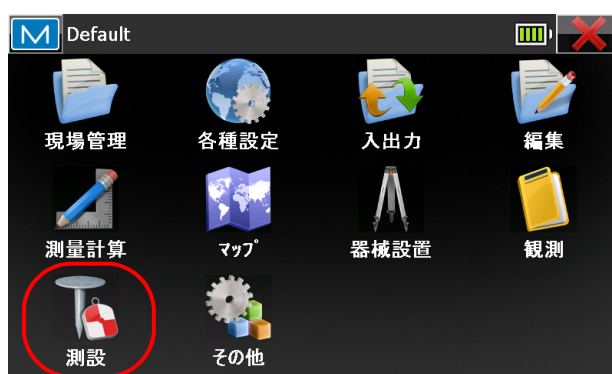 Default
現場管理 各種設定 入出力 編集
測量計算 マップ 器械設置 観測
測設 その他